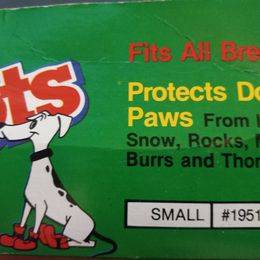 ts
Fits All Bre
Protects Do
Paws From
Snow, Rocks,
Burrs and Thor
SMALL #1951